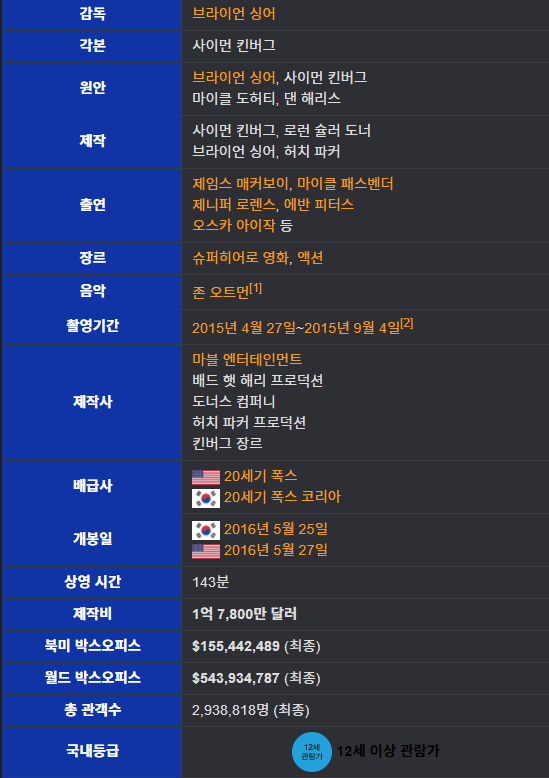 감독 브라이언 싱어
각본 사이먼 킨버그
원안 브라이언 싱어, 사이먼 킨버그
마이클 도허티, 댄 해리스
제작 사이먼 킨버그, 로런 슐러 도너
브라이언 싱어, 허치 파커
출연 제임스 매커보이, 마이클 패스벤더
제니퍼 로렌스, 에반 피터스
오스카 아이작 등
장르 슈퍼히어로 영화, 액션
음악 존 오트먼[1]
촬영기간 2015년 4월 27일~2015년 9월 4일[2]
제작사 마블 엔터테인먼트
배드 햇 해리 프로덕션
도너스 컴퍼니
허치 파커 프로덕션
킨버그 장르
배급사 20세기 폭스
20세기 폭스 코리아
개봉일 2016년 5월 25일
2016년 5월 27일
상영 시간 143분
제작비 1억 7,800만 달러
북미 박스오피스 $155,442,489 (최종)
월드 박스오피스 $543,934,787 (최종)
총 관객수 2,938,818명 (최종)
국내등급 12세 관람가 12세 이상 관람가